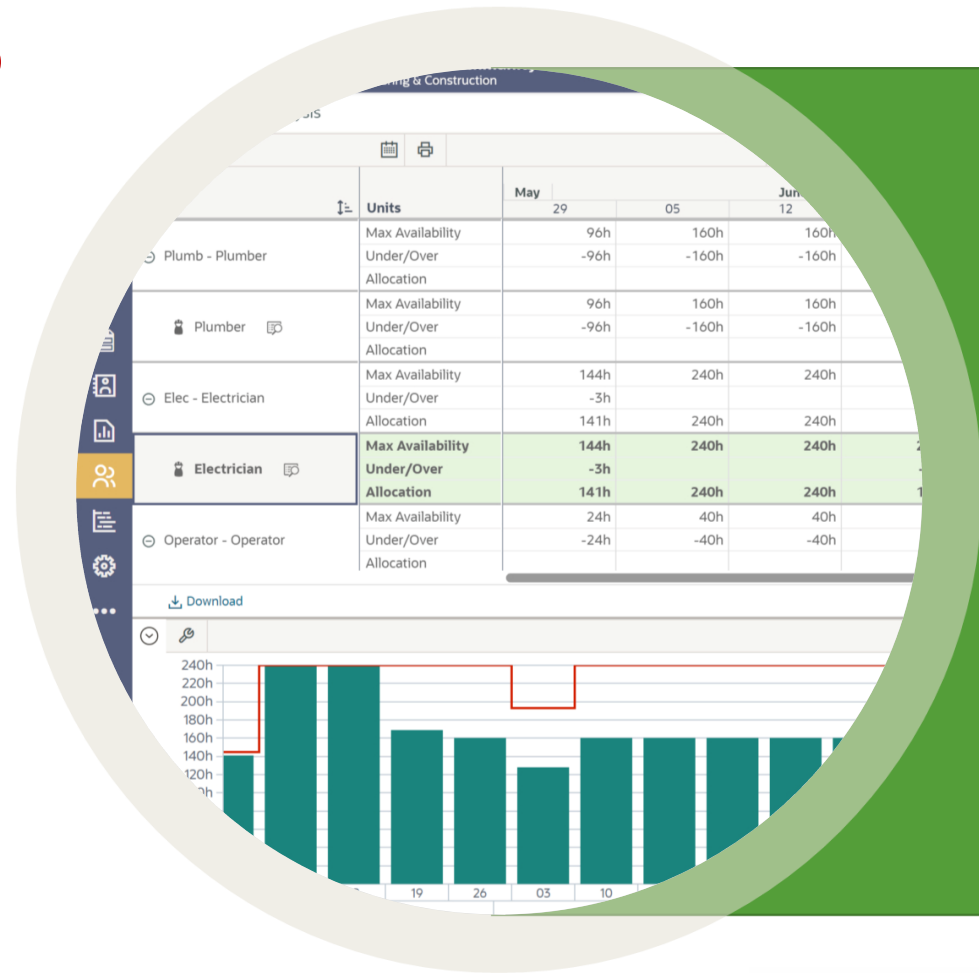 & Construction
May
Units 29 05 12
Max Availability 96h 160h 160h
Plumb - Plumber Under/Over -96h -160h -160h
Allocation
Max Availability 96h 160h 160h
Plumber Under/Over -96h -160h -160h
Allocation
Max Availability 144h 240h 240h
Elec - Electrician Under/Over -3h
Allocation 141h 240h 240h
Max Availability 144h 240h 240h
Electrician Under/Over -3h
Allocation 141h 240h 240h
Max Availability 24h 40h 40h
Operator - Operator Under/Over -24h -40h -40h
Allocation
Download
240h
220h
200h
180h
160h
140h
120h
19 26 03 10